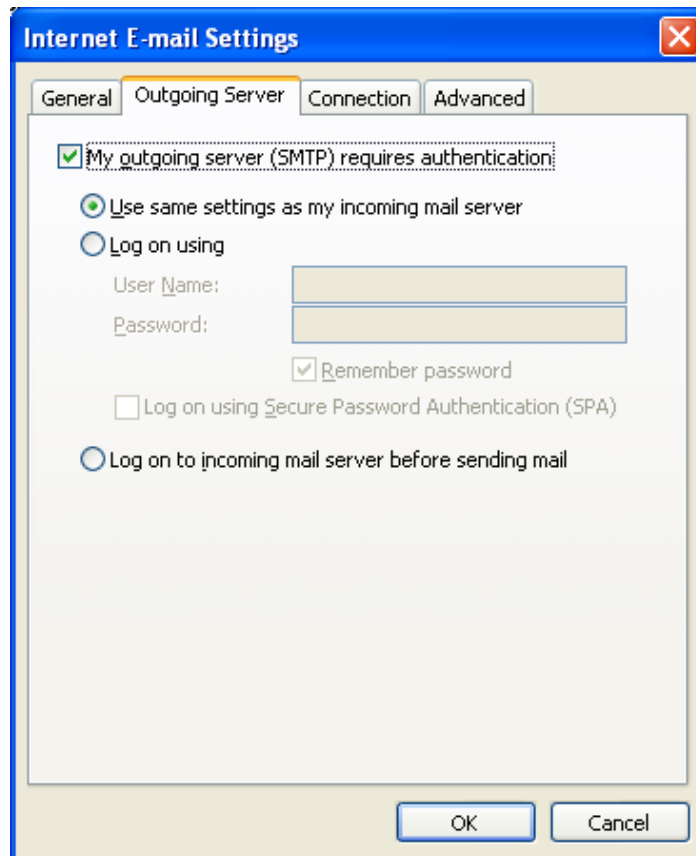 Internet E-mail Settings
General Outgoing Server Connection Advanced
My outgoing server (SMTP) requires authentication
Use same settings as my incoming mail server
Log on using
User Name:
Password:
Remember password
Log on using Secure Password Authentication (SPA)
Log on to incoming mail server before sending mail
OK Cancel